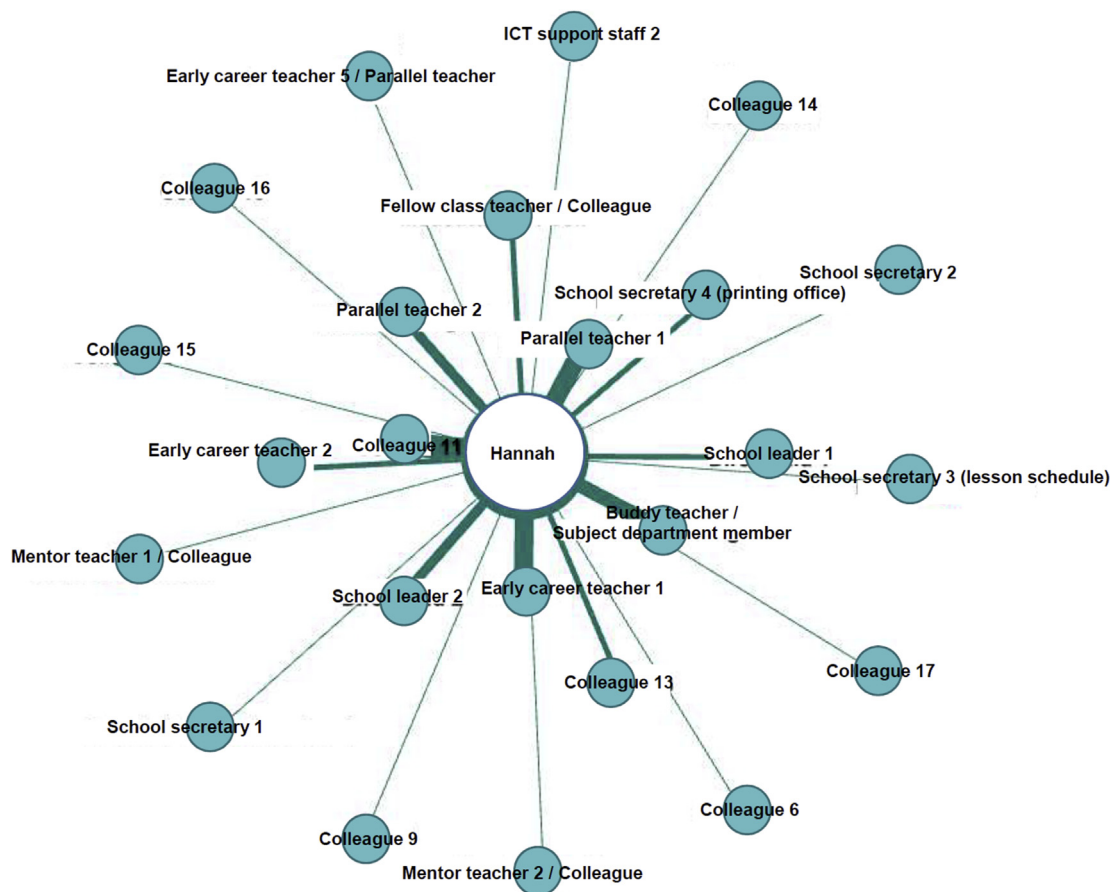 ICT support staff 2
Early career teacher 5 / Parallel teacher
Colleague 14
Colleague 16
Fellow class teacher / Colleague
School secretary 2
School secretary 4 (printing office)
Parallel teacher 2
Parallel teacher 1
Colleague 15
Colleague 11
Early career teacher 2
Hannah
School leader 1
School secretary 3 (lesson schedule)
Buddy teacher /
Subject department member
Mentor teacher 1 / Colleague
School leader 2
Early career teacher 1
Colleague 17
Colleague 13
School secretary 1
Colleague 6
Colleague 9
Mentor teacher 2 / Colleague